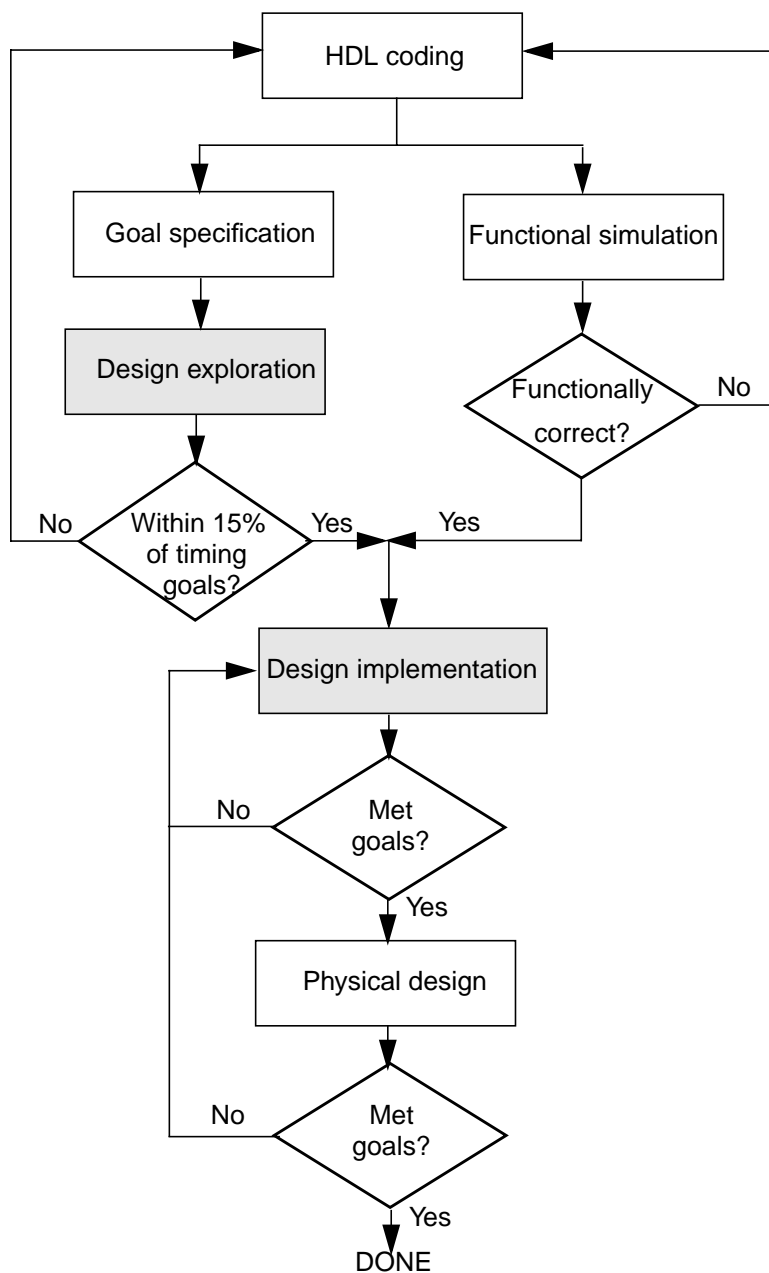 HDL coding
Goal specification
Functional simulation
Design exploration
Functionally
correct?
No
No
Within 15%
of timing
goals?
Yes
Yes
Design implementation
No
Met
goals?
Yes
Physical design
No
Met
goals?
Yes
DONE